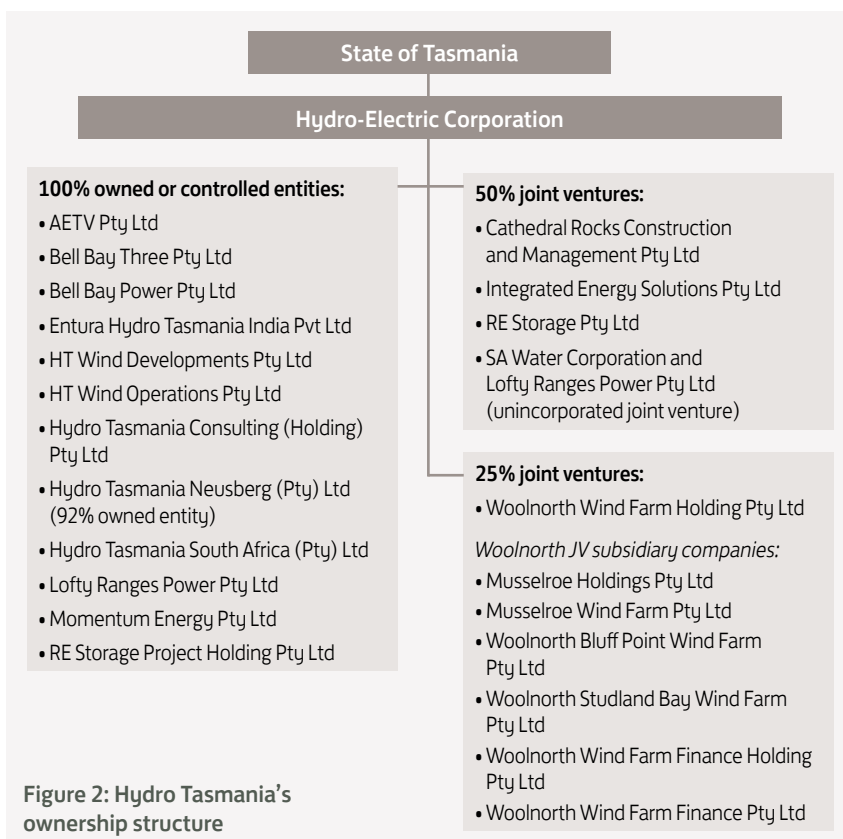 State of Tasmania
Hydro-Electric Corporation
100% owned or controlled entities:
• AETV Pty Ltd
• Bell Bay Three Pty Ltd
• Bell Bay Power Pty Ltd
• Entura Hydro Tasmania India Pvt Ltd
• HT Wind Developments Pty Ltd
• HT Wind Operations Pty Ltd
• Hydro Tasmania Consulting (Holding)
Pty Ltd
• Hydro Tasmania Neusberg (Pty) Ltd
(92% owned entity)
• Hydro Tasmania South Africa (Pty) Ltd
• Lofty Ranges Power Pty Ltd
• Momentum Energy Pty Ltd
• RE Storage Project Holding Pty Ltd
50% joint ventures:
• Cathedral Rocks Construction
and Management Pty Ltd
• Integrated Energy Solutions Pty Ltd
• RE Storage Pty Ltd
• SA Water Corporation and
Lofty Ranges Power Pty Ltd
(unincorporated joint venture)
25% joint ventures:
• Woolnorth Wind Farm Holding Pty Ltd
Woolnorth JV subsidiary companies:
• Musselroe Holdings Pty Ltd
• Musselroe Wind Farm Pty Ltd
• Woolnorth Bluff Point Wind Farm
Pty Ltd
• Woolnorth Studland Bay Wind Farm
Pty Ltd
• Woolnorth Wind Farm Finance Holding
Pty Ltd
• Woolnorth Wind Farm Finance Pty Ltd
Figure 2: Hydro Tasmania's
ownership structure